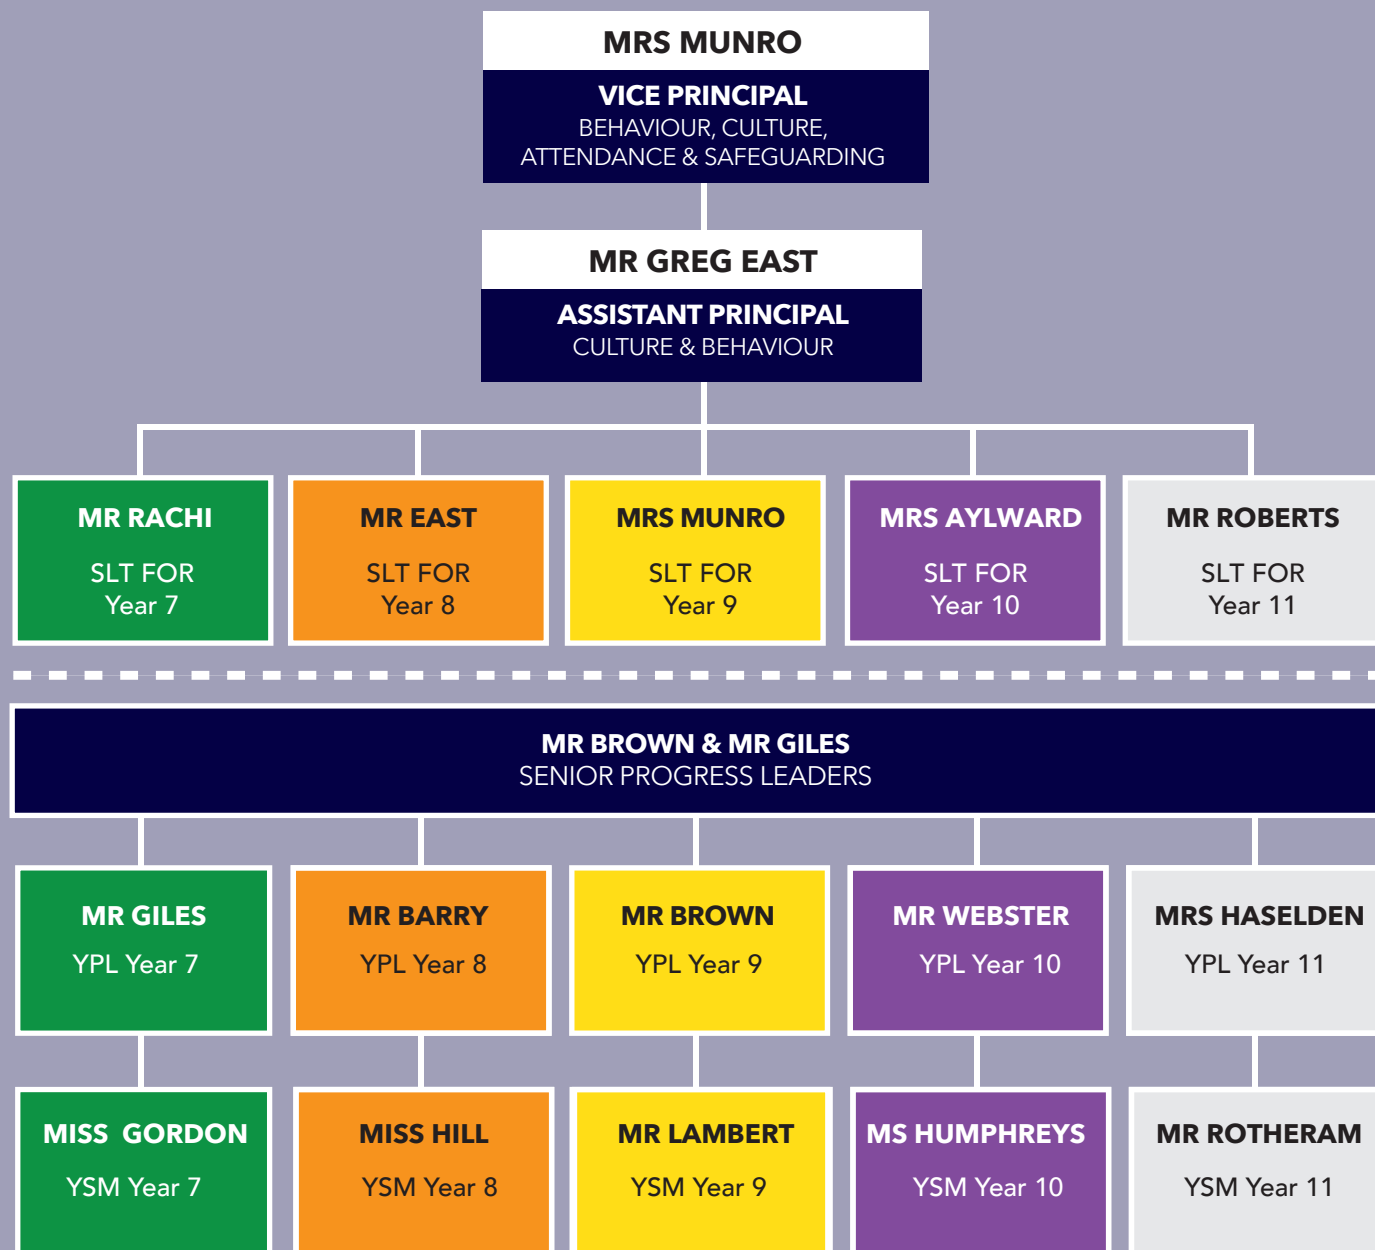 MRS MUNRO
VICE PRINCIPAL
BEHAVIOUR, CULTURE,
ATTENDANCE & SAFEGUARDING
MR GREG EAST
ASSISTANT PRINCIPAL
CULTURE & BEHAVIOUR
MR RACHI
SLT FOR
Year 7
MR EAST
SLT FOR
Year 8
MRS MUNRO
SLT FOR
Year 9
MRS AYLWARD
SLT FOR
Year 10
MR ROBERTS
SLT FOR
Year 11
MR BROWN & MR GILES
SENIOR PROGRESS LEADERS
MR GILES
YPL Year 7
MR BARRY
YPL Year 8
MR BROWN
YPL Year 9
MR WEBSTER
YPL Year 10
MRS HASELDEN
YPL Year 11
MISS GORDON
YSM Year 7
MISS HILL
YSM Year 8
MR LAMBERT
YSM Year 9
MS HUMPHREYS
YSM Year 10
MR ROTHERAM
YSM Year 11